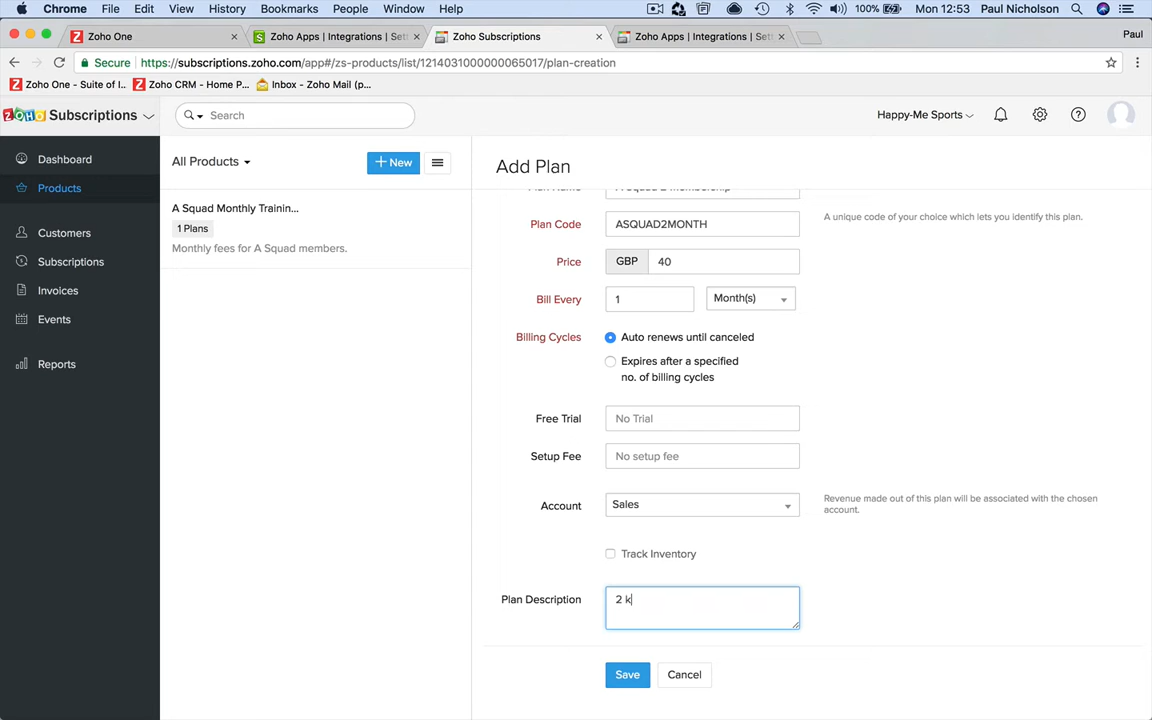 Chrome File Edit View History Bookmarks People Window Help 100% Mon 12:53 Paul Nicholson
Zoho One Zoho Apps | Integrations | Set Zoho Subscriptions Zoho Apps | Integrations | Set Paul
Secure https://subscriptions.zoho.com/app#/zs-products/list/1214031000000065017/plan-creation
Zoho One - Suite of I... Zoho CRM - Home P... Inbox - Zoho Mail (p...
ZOHO Subscriptions Search Happy-Me Sports
Dashboard
Products
Customers
Subscriptions
Invoices
Events
Reports
All Products + New
A Squad Monthly Trainin...
1 Plans
Monthly fees for A Squad members.
Add Plan
Plan Code ASQUAD2MONTH A unique code of your choice which lets you identify this plan.
Price GBP 40
Bill Every 1 Month(s)
Billing Cycles Auto renews until canceled
Expires after a specified
no. of billing cycles
Free Trial No Trial
Setup Fee No setup fee
Account Sales Revenue made out of this plan will be associated with the chosen
account.
Track Inventory
Plan Description 2 k
Save Cancel